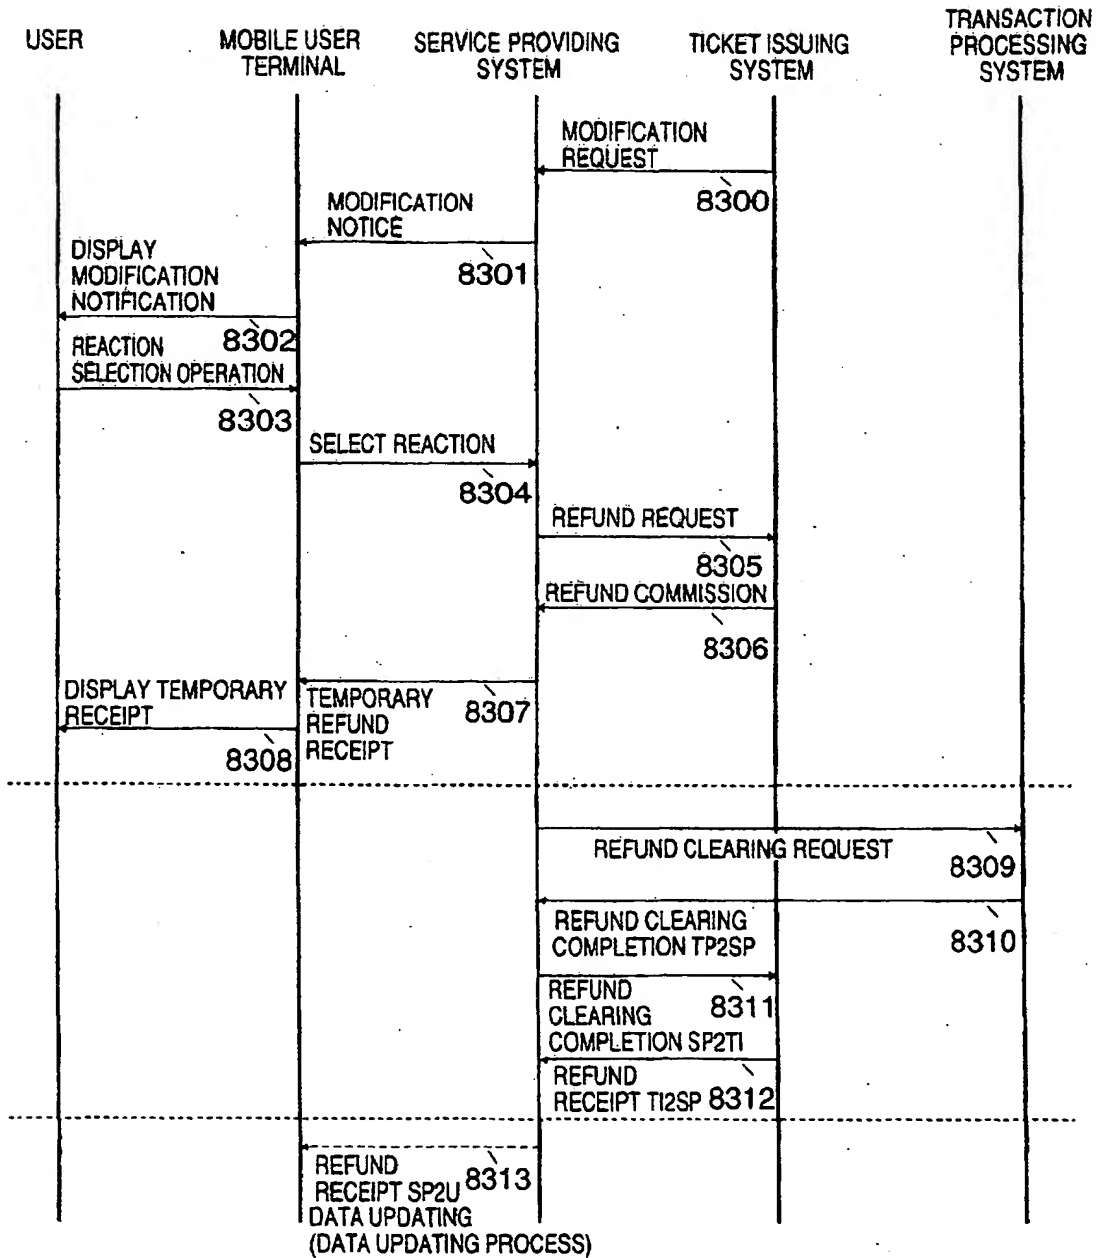 USER
MOBILE USER
TERMINAL
SERVICE PROVIDING
SYSTEM
TICKET ISSUING
SYSTEM
TRANSACTION
PROCESSING
SYSTEM
MODIFICATION
REQUEST
8300
MODIFICATION
NOTICE
8301
DISPLAY
MODIFICATION
NOTIFICATION
8302
REACTION
SELECTION OPERATION
8303
SELECT REACTION
8304
REFUND REQUEST
8305
REFUND COMMISSION
8306
TEMPORARY
REFUND
RECEIPT
8307
DISPLAY TEMPORARY
RECEIPT
8308
REFUND CLEARING REQUEST
8309
REFUND CLEARING
COMPLETION TP2SP
8310
REFUND
CLEARING
COMPLETION SP2TI
8311
REFUND
RECEIPT TI2SP
8312
REFUND
RECEIPT SP2U
8313
DATA UPDATING
(DATA UPDATING PROCESS)